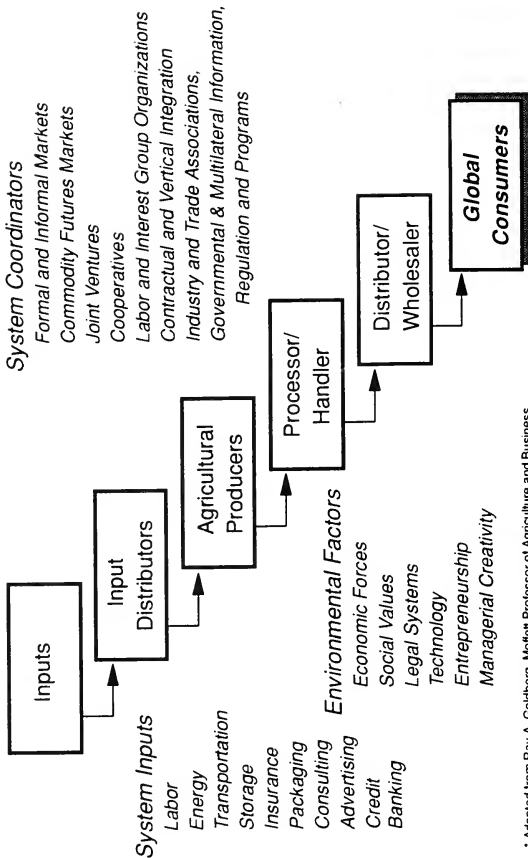 Inputs
Input
Distributors
Agricultural
Producers
Processor/
Handler
Distributor/
Wholesaler
Global
Consumers
System Coordinators
Formal and Informal Markets
Commodity Futures Markets
Joint Ventures
Cooperatives
Labor and Interest Group Organizations
Contractual and Vertical Integration
Industry and Trade Associations,
Governmental & Multilateral Information,
Regulation and Programs
System Inputs
Labor
Energy
Transportation
Storage
Insurance
Packaging
Consulting
Advertising
Credit
Banking
Environmental Factors
Economic Forces
Social Values
Legal Systems
Technology
Entrepreneurship
Managerial Creativity
* Adapted from Ray A. Goldberg, Moffett Professor of Agriculture and Business